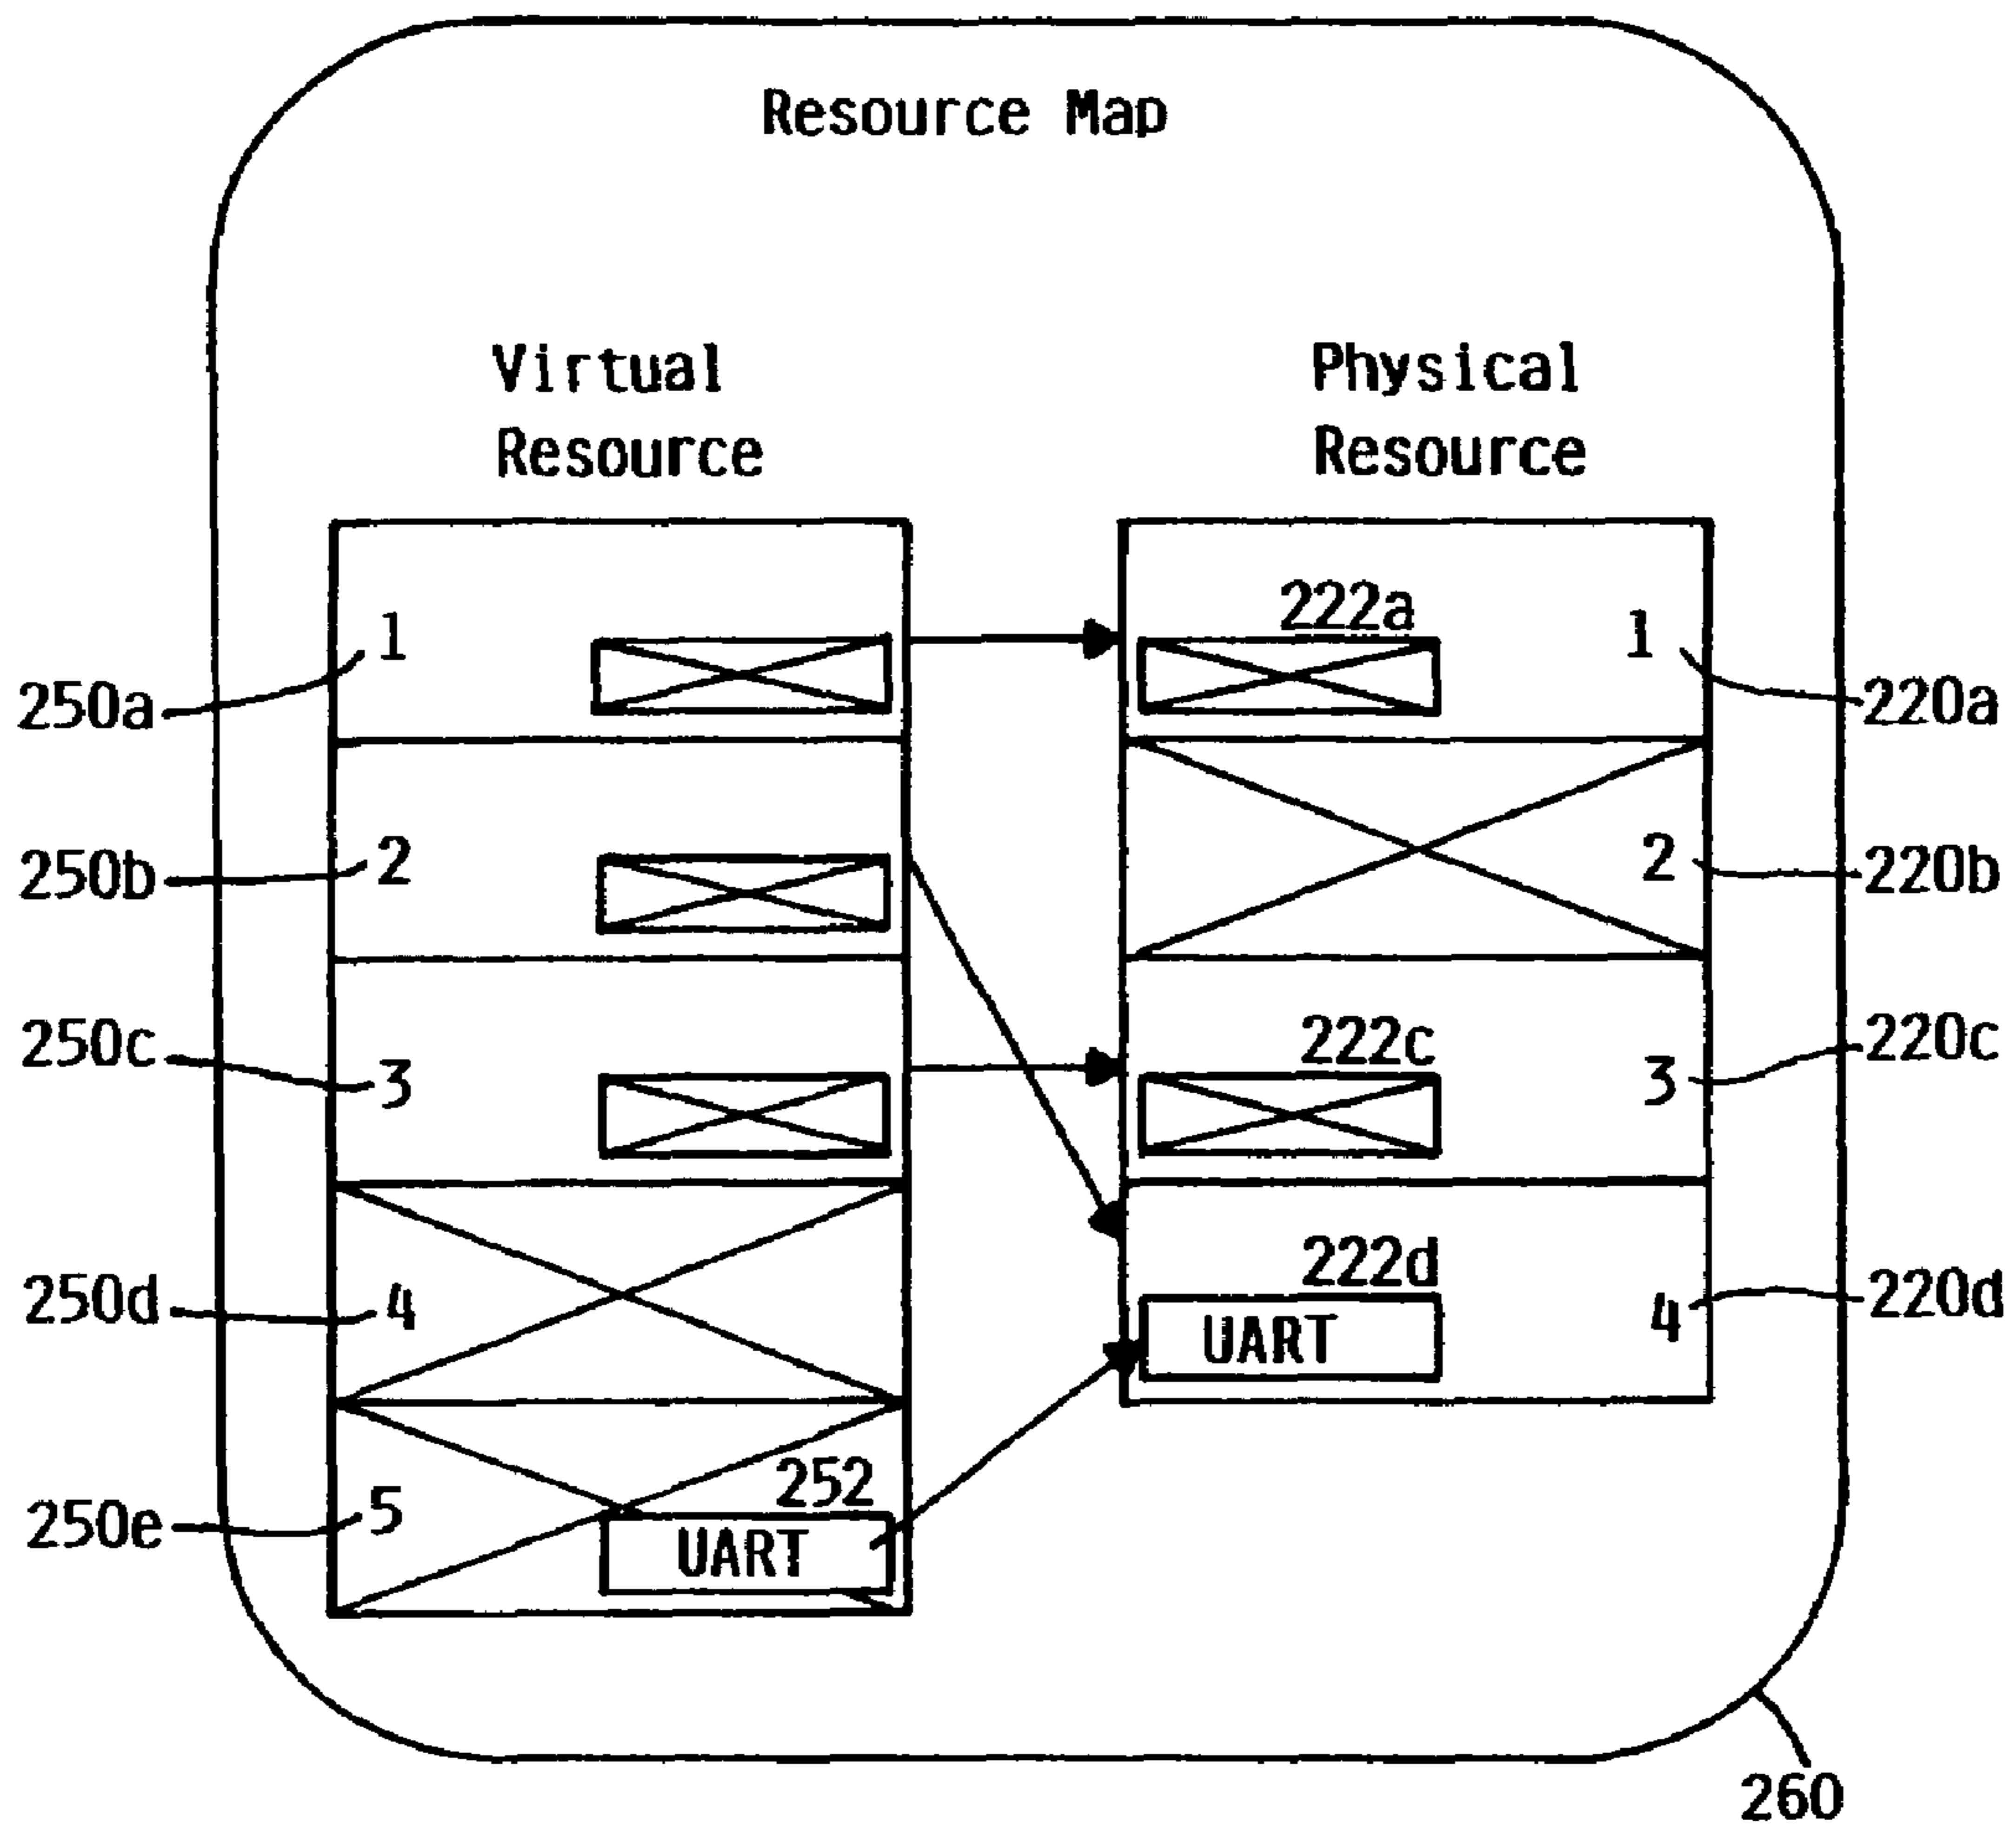 Resource Map
Virtual Resource
Physical Resource
1
222a
1
250a
220a
2
2
250b
220b
222c
250c
220c
3
3
222d
250d
4
UART
4
220d
252
250e
5
UART
260